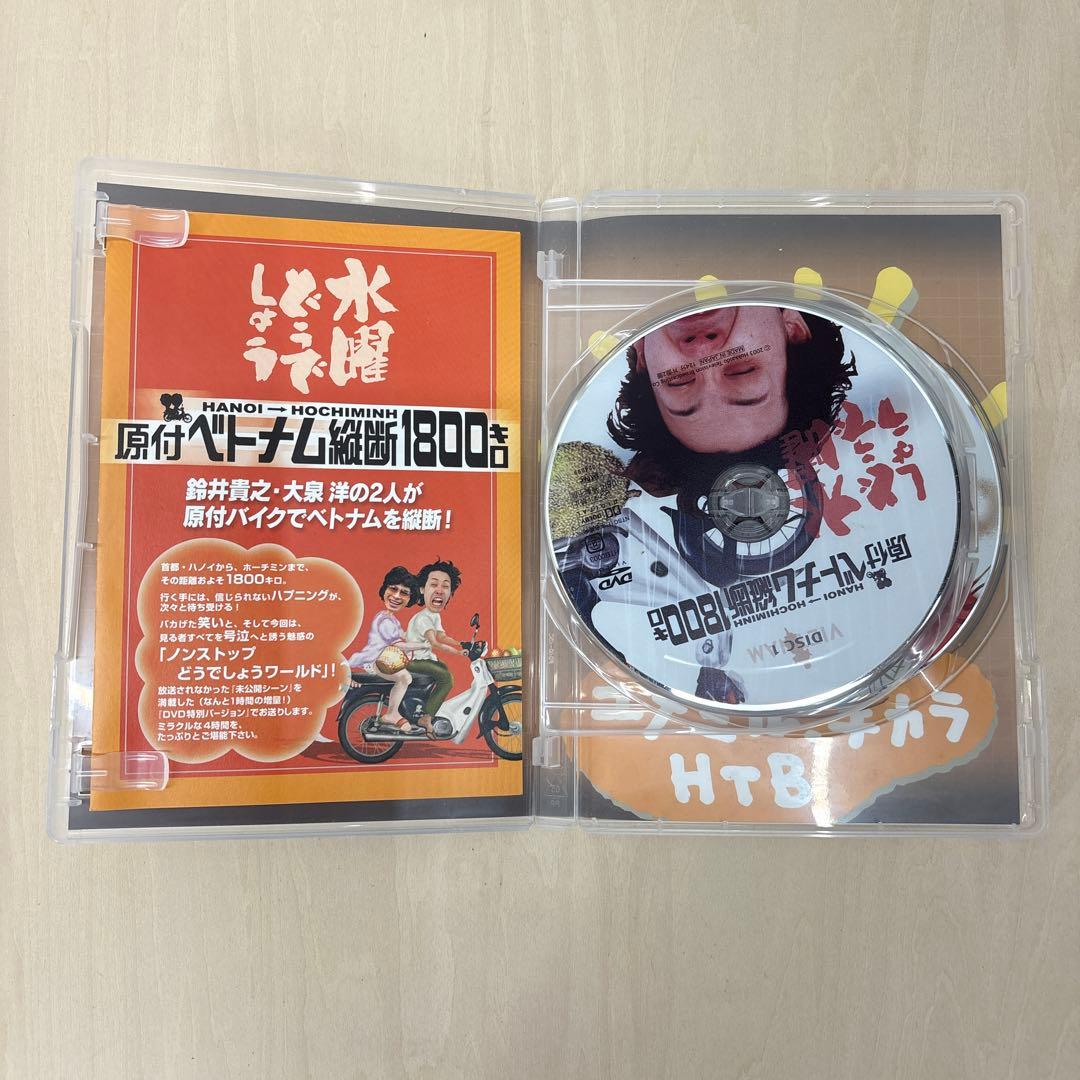 水曜
どうで
しょう
HANOI→HOCHIMINH
原付ベトナム縦断1800キロ
鈴井貴之・大泉 洋の2人が
原付バイクでベトナムを縦断！
首都・ハノイから、ホーチミンまで、
その距離およそ1800キロ。
行く手には、信じられないハプニングが、
次々と待ち受ける！
バカげた笑いと、そして今回は、
見る者すべてを号泣へと誘う魅惑の
「ノンストップ
どうでしょうワールド」！
放送されなかった『未公開シーン』を
満載した（なんと1時間の増量！）
『DVD特別バージョン』でお送りします。
ミラクルな4時間を、
たっぷりとご堪能下さい。
水曜
どうで
しょう
HANOI→HOCHIMINH
原付ベトナム縦断1800キロ
DISC 1
DVD
VIDEO
MADE IN JAPAN
チカラ
HTB